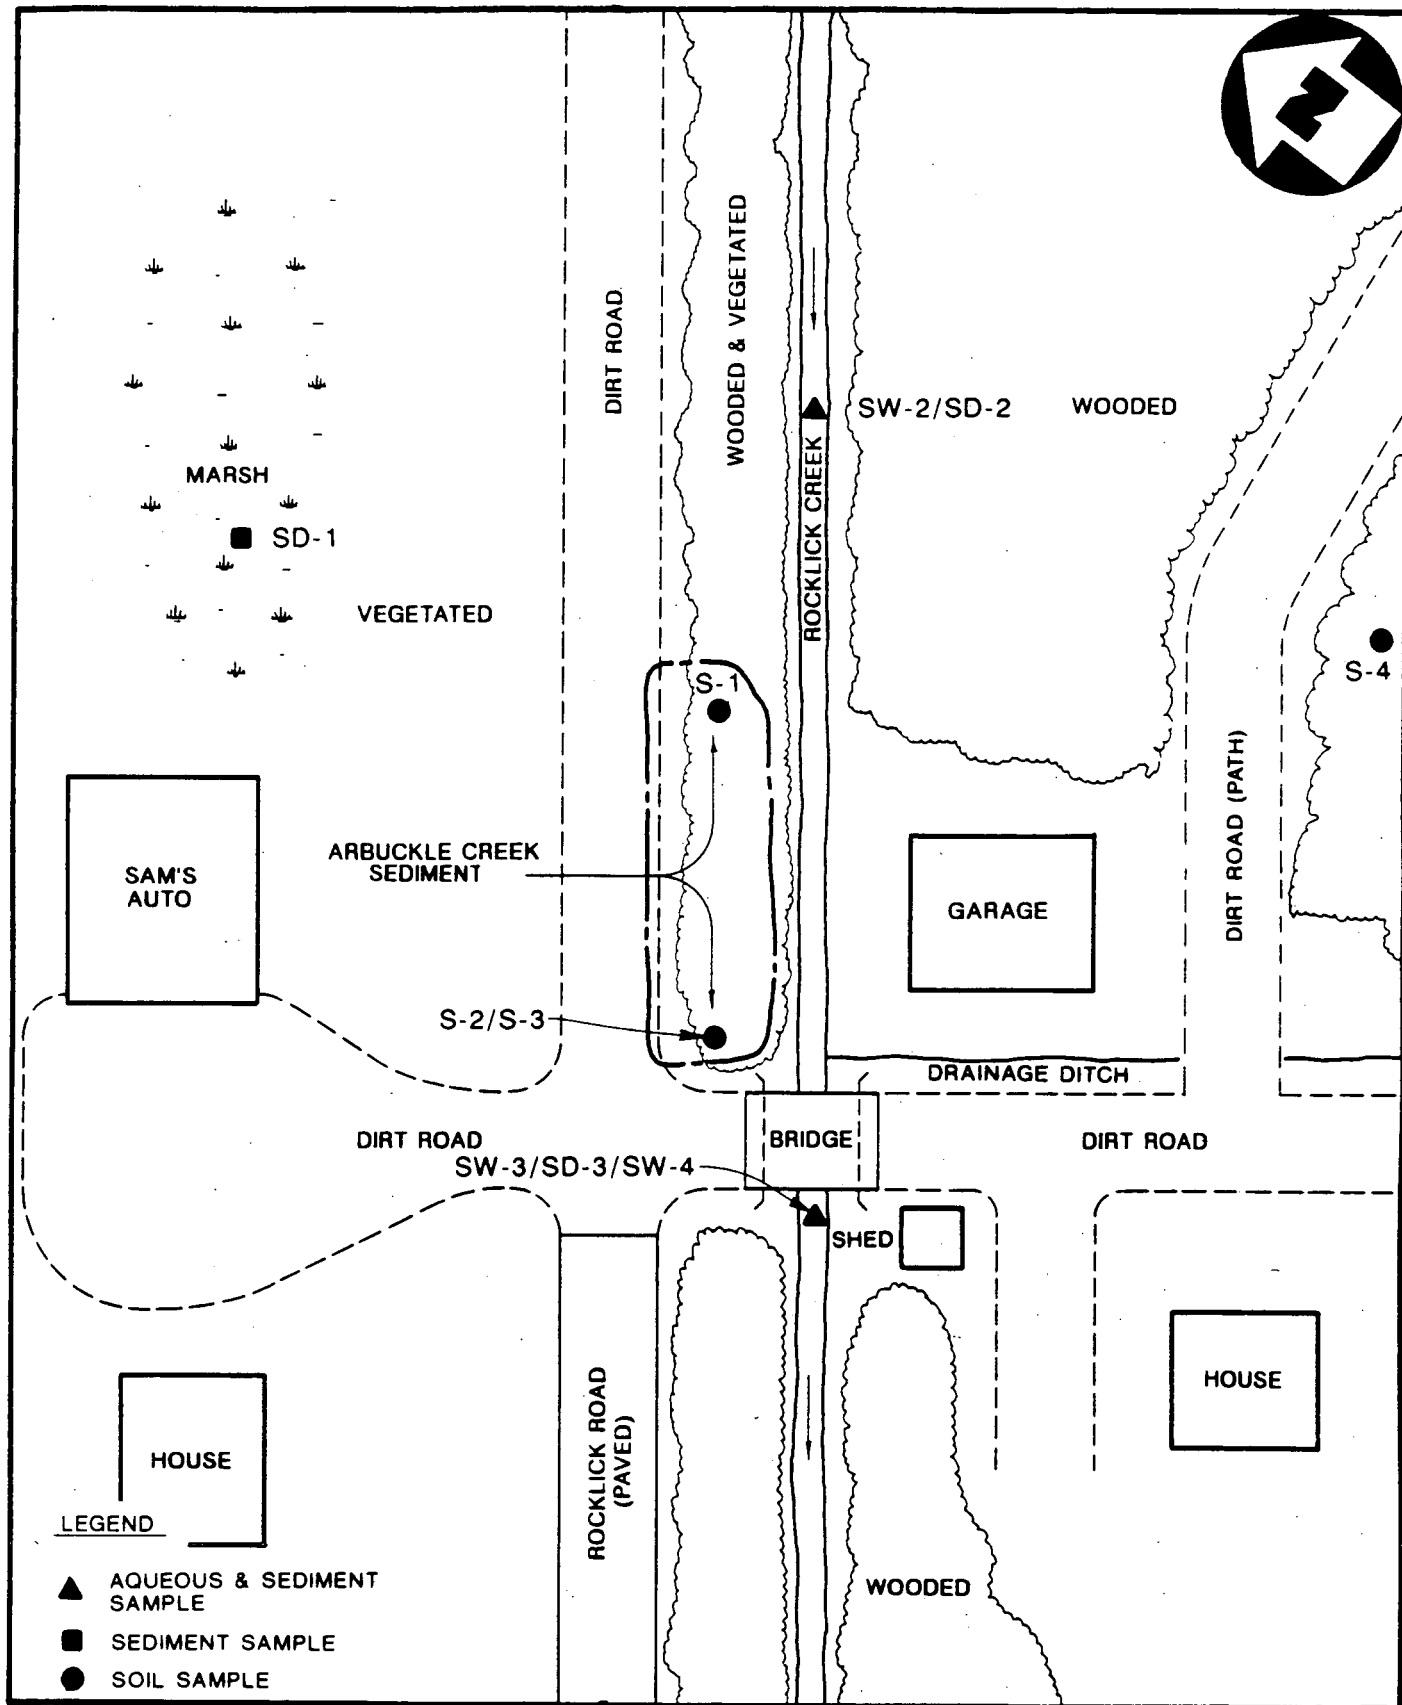 N
WOODED & VEGETATED
DIRT ROAD
SW-2/SD-2
WOODED
ROCKLICK CREEK
MARSH
SD-1
VEGETATED
S-1
S-4
DIRT ROAD (PATH)
ARBUCKLE CREEK
SEDIMENT
SAM'S
AUTO
GARAGE
S-2/S-3
DRAINAGE DITCH
DIRT ROAD
BRIDGE
DIRT ROAD
SW-3/SD-3/SW-4
SHED
HOUSE
ROCKLICK ROAD
(PAVED)
HOUSE
WOODED
LEGEND
AQUEOUS & SEDIMENT
SAMPLE
SEDIMENT SAMPLE
SOIL SAMPLE